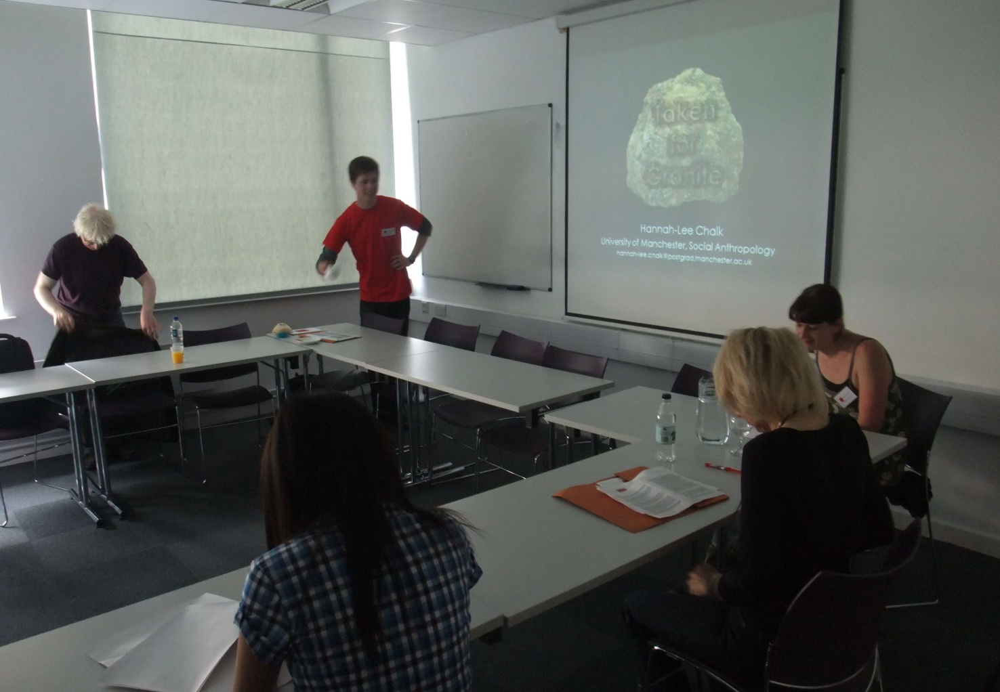 Taken
for
Granite
Hannah-Lee Chalk
University of Manchester, Social Anthropology
hannah-lee.chalk@postgrad.manchester.ac.uk